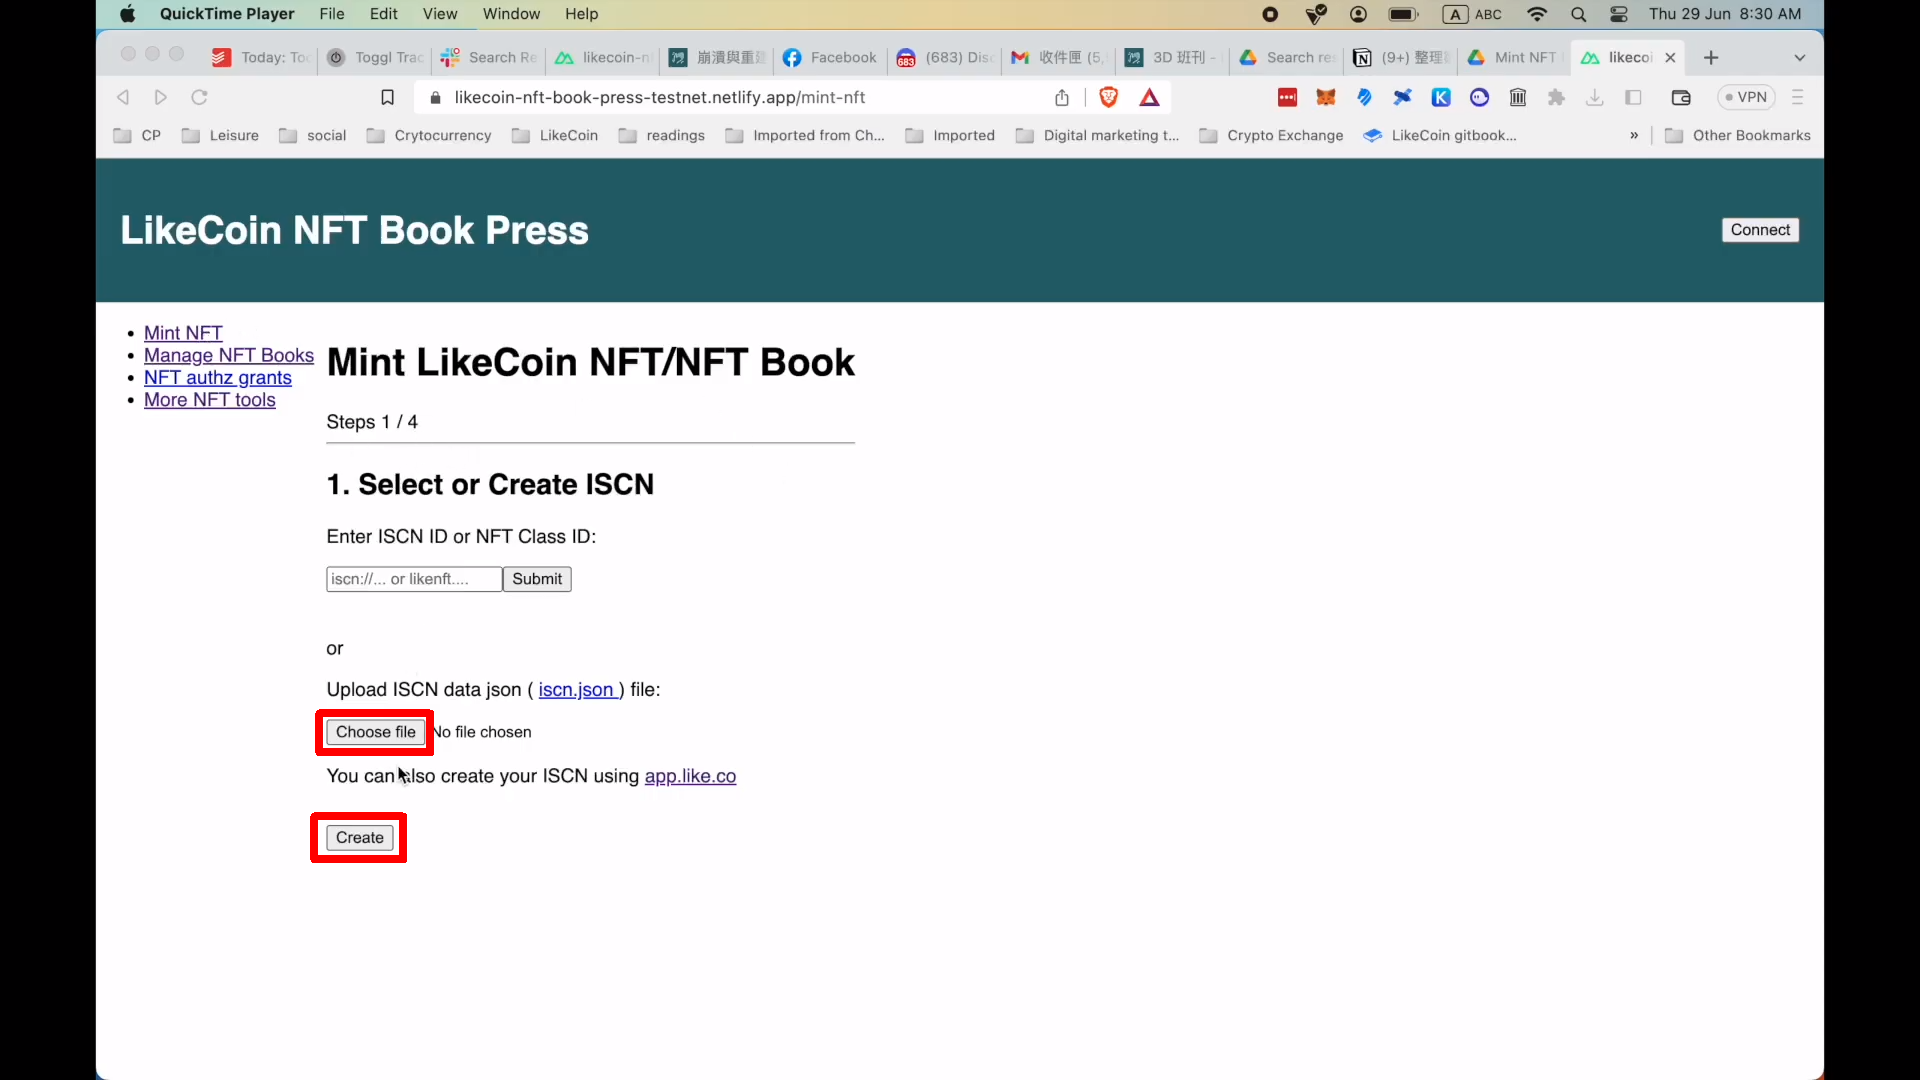 QuickTime Player File Edit View Window Help A ABC Thu 29 Jun 8:30 AM
Today: To Toggl Trac Search Re likecoin-n 崩潰與重建 Facebook 683 (683) Disc 收件匣 (5, 3D 班刊 - Search res (9+) 整理 Mint NFT likecoi
likecoin-nft-book-press-testnet.netlify.app/mint-nft K VPN
CP Leisure social Crytocurrency LikeCoin readings Imported from Ch... Imported Digital marketing t... Crypto Exchange LikeCoin gitbook... » Other Bookmarks
LikeCoin NFT Book Press
Connect
Mint NFT
Manage NFT Books
NFT authz grants
More NFT tools
Mint LikeCoin NFT/NFT Book
Steps 1 / 4
1. Select or Create ISCN
Enter ISCN ID or NFT Class ID:
iscn://... or likenft.... Submit
or
Upload ISCN data json ( iscn.json ) file:
Choose file No file chosen
You can also create your ISCN using app.like.co
Create